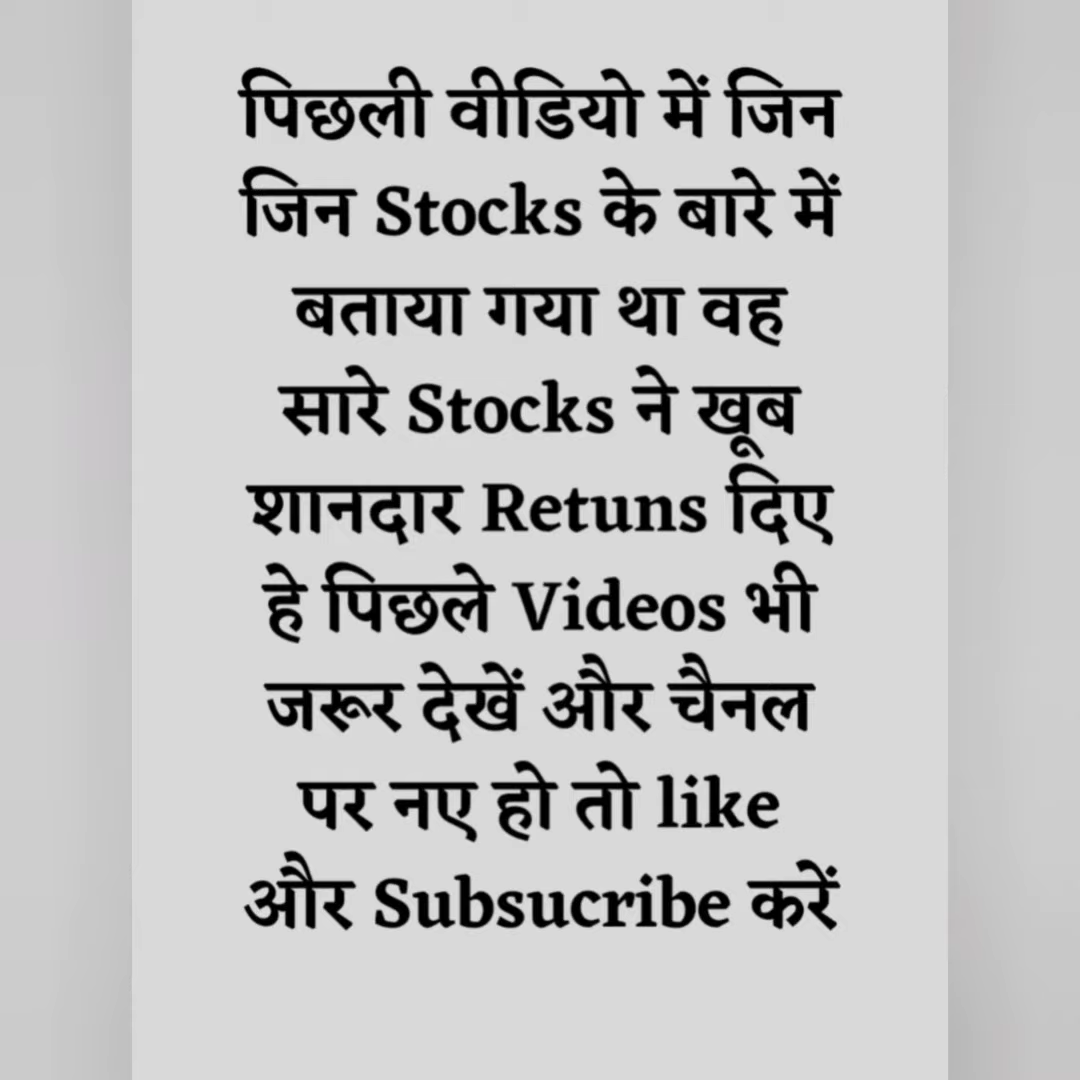 पिछली वीडियो में जिन
जिन Stocks के बारे में
बताया गया था वह
सारे Stocks ने खूब
शानदार Retuns दिए
हे पिछले Videos भी
जरूर देखें और चैनल
पर नए हो तो like
और Subsucribe करें